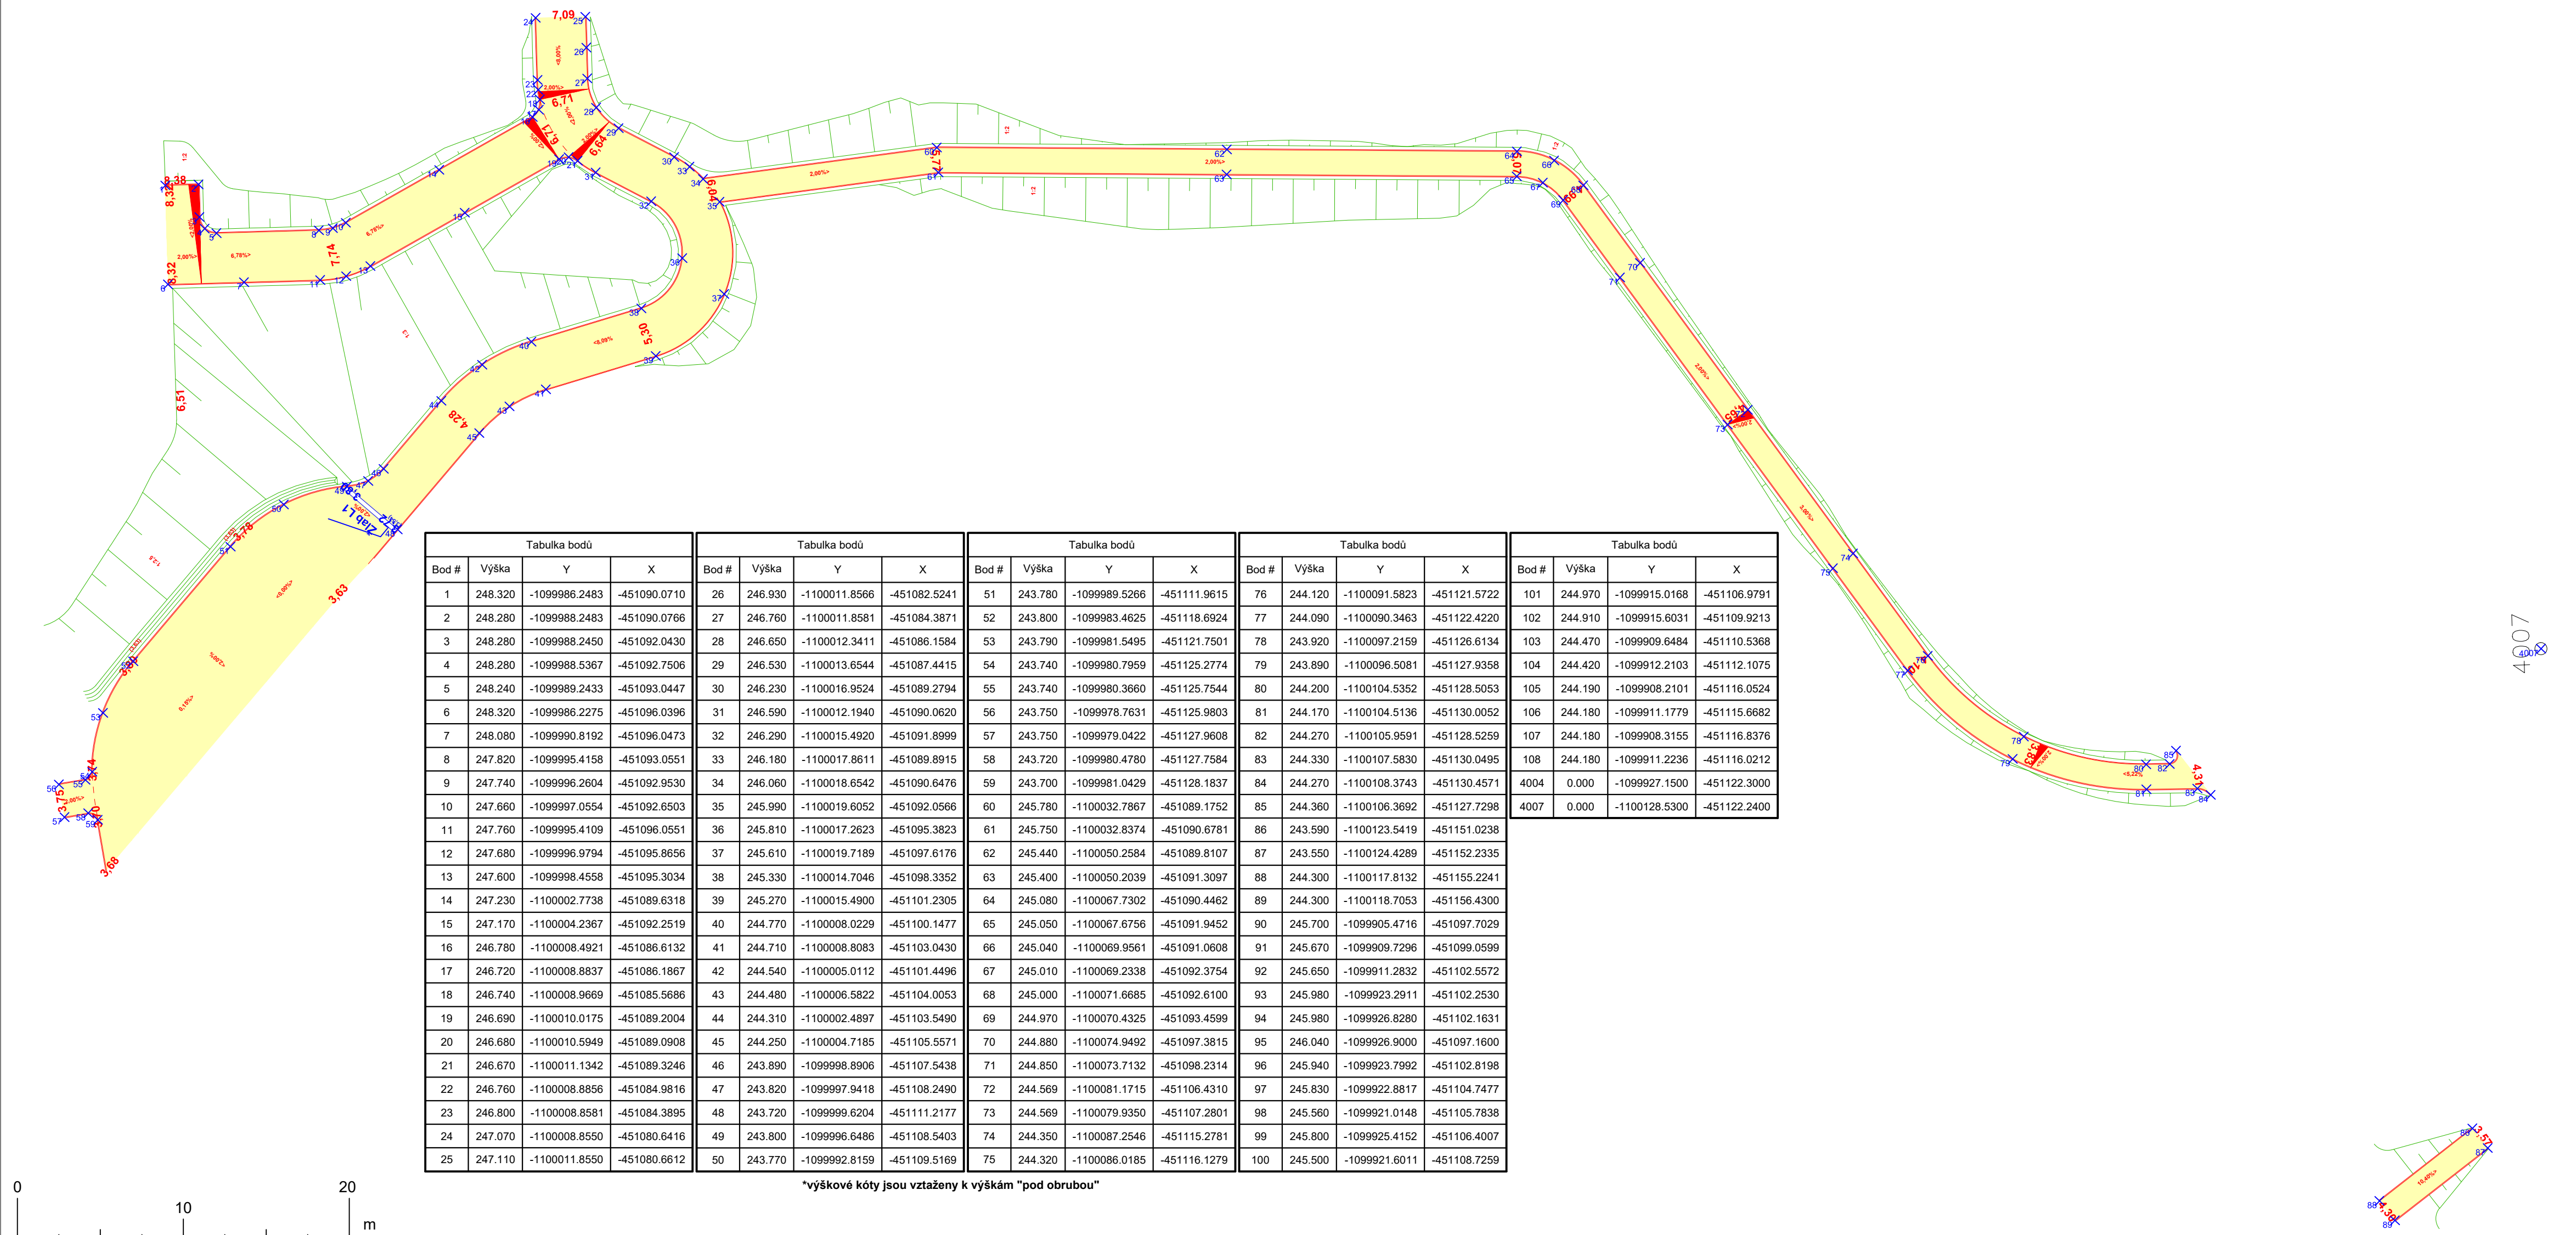 Tabulka bodů
Bod # Výška Y X
1 248.320 -1099986.2483 -451090.0710
2 248.280 -1099988.2483 -451090.0766
3 248.280 -1099988.2450 -451092.0430
4 248.280 -1099988.5367 -451092.7506
5 248.240 -1099989.2433 -451093.0447
6 248.320 -1099986.2275 -451096.0396
7 248.080 -1099990.8192 -451096.0473
8 247.820 -1099995.4158 -451093.0551
9 247.740 -1099996.2604 -451092.9530
10 247.660 -1099997.0554 -451092.6503
11 247.760 -1099995.4109 -451096.0551
12 247.680 -1099996.9794 -451095.8656
13 247.600 -1099998.4558 -451095.3034
14 247.230 -1100002.7738 -451089.6318
15 247.170 -1100004.2367 -451092.2519
16 246.780 -1100008.4921 -451086.6132
17 246.720 -1100008.8837 -451086.1867
18 246.740 -1100008.9669 -451085.5686
19 246.690 -1100010.0175 -451089.2004
20 246.680 -1100010.5949 -451089.0908
21 246.670 -1100011.1342 -451089.3246
22 246.760 -1100008.8856 -451084.9816
23 246.800 -1100008.8581 -451084.3895
24 247.070 -1100008.8550 -451080.6416
25 247.110 -1100011.8550 -451080.6612
Tabulka bodů
Bod # Výška Y X
26 246.930 -1100011.8566 -451082.5241
27 246.760 -1100011.8581 -451084.3871
28 246.650 -1100012.3411 -451086.1584
29 246.530 -1100013.6544 -451087.4415
30 246.230 -1100016.9524 -451089.2794
31 246.590 -1100012.1940 -451090.0620
32 246.290 -1100015.4920 -451091.8999
33 246.180 -1100017.8611 -451089.8915
34 246.060 -1100018.6542 -451090.6476
35 245.990 -1100019.6052 -451092.0566
36 245.810 -1100017.2623 -451095.3823
37 245.610 -1100019.7189 -451097.6176
38 245.330 -1100014.7046 -451098.3352
39 245.270 -1100015.4900 -451101.2305
40 244.770 -1100008.0229 -451100.1477
41 244.710 -1100008.8083 -451103.0430
42 244.540 -1100005.0112 -451101.4496
43 244.480 -1100006.5822 -451104.0053
44 244.310 -1100002.4897 -451103.5490
45 244.250 -1100004.7185 -451105.5571
46 243.890 -1099998.8906 -451107.5438
47 243.820 -1099997.9418 -451108.2490
48 243.720 -1099999.6204 -451111.2177
49 243.800 -1099996.6486 -451108.5403
50 243.770 -1099992.8159 -451109.5169
Tabulka bodů
Bod # Výška Y X
51 243.780 -1099989.5266 -451111.9615
52 243.800 -1099983.4625 -451118.6924
53 243.790 -1099981.5495 -451121.7501
54 243.740 -1099980.7959 -451125.2774
55 243.740 -1099980.3660 -451125.7544
56 243.750 -1099978.7631 -451125.9803
57 243.750 -1099979.0422 -451127.9608
58 243.720 -1099980.4780 -451127.7584
59 243.700 -1099981.0429 -451128.1837
60 245.780 -1100032.7867 -451089.1752
61 245.750 -1100032.8374 -451090.6781
62 245.440 -1100050.2584 -451089.8107
63 245.400 -1100050.2039 -451091.3097
64 245.080 -1100067.7302 -451090.4462
65 245.050 -1100067.6756 -451091.9452
66 245.040 -1100069.9561 -451091.0608
67 245.010 -1100069.2338 -451092.3754
68 245.000 -1100071.6685 -451092.6100
69 244.970 -1100070.4325 -451093.4599
70 244.880 -1100074.9492 -451097.3815
71 244.850 -1100073.7132 -451098.2314
72 244.569 -1100081.1715 -451106.4310
73 244.569 -1100079.9350 -451107.2801
74 244.350 -1100087.2546 -451115.2781
75 244.320 -1100086.0185 -451116.1279
Tabulka bodů
Bod # Výška Y X
76 244.120 -1100091.5823 -451121.5722
77 244.090 -1100090.3463 -451122.4220
78 243.920 -1100097.2159 -451126.6134
79 243.890 -1100096.5081 -451127.9358
80 244.200 -1100104.5352 -451128.5053
81 244.170 -1100104.5136 -451130.0052
82 244.270 -1100105.9591 -451128.5259
83 244.330 -1100107.5830 -451130.0495
84 244.270 -1100108.3743 -451130.4571
85 244.360 -1100106.3692 -451127.7298
86 243.590 -1100123.5419 -451151.0238
87 243.550 -1100124.4289 -451152.2335
88 244.300 -1100117.8132 -451155.2241
89 244.300 -1100118.7053 -451156.4300
90 245.700 -1099905.4716 -451097.7029
91 245.670 -1099909.7296 -451099.0599
92 245.650 -1099911.2832 -451102.5572
93 245.980 -1099923.2911 -451102.2530
94 245.980 -1099926.8280 -451102.1631
95 246.040 -1099926.9000 -451097.1600
96 245.940 -1099923.7992 -451102.8198
97 245.830 -1099922.8817 -451104.7477
98 245.560 -1099921.0148 -451105.7838
99 245.800 -1099925.4152 -451106.4007
100 245.500 -1099921.6011 -451108.7259
Tabulka bodů
Bod # Výška Y X
101 244.970 -1099915.0168 -451106.9791
102 244.910 -1099915.6031 -451109.9213
103 244.470 -1099909.6484 -451110.5368
104 244.420 -1099912.2103 -451112.1075
105 244.190 -1099908.2101 -451116.0524
106 244.180 -1099911.1779 -451115.6682
107 244.180 -1099908.3155 -451116.8376
108 244.180 -1099911.2236 -451116.0212
4004 0.000 -1099927.1500 -451122.3000
4007 0.000 -1100128.5300 -451122.2400
*výškové kóty jsou vztaženy k výškám "pod obrubou"
0
10
20
m
7,09
6,71
6,71
6,64
8,38
8,32
8,32
7,74
6,51
5,30
4,28
3,78
3,63
3,75
3,68
4,31
3,57
4007
4007
Žlab L1